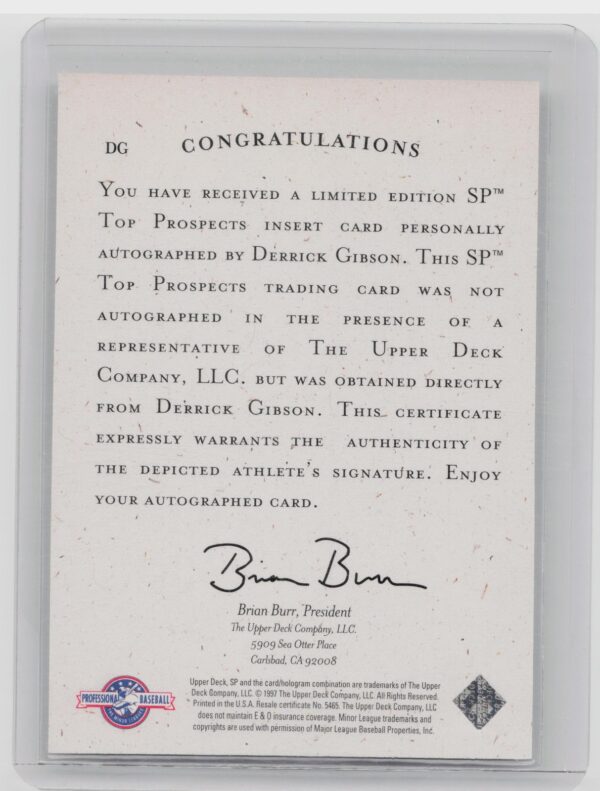 DG CONGRATULATIONS
YOU HAVE RECEIVED A LIMITED EDITION SP™
TOP PROSPECTS INSERT CARD PERSONALLY
AUTOGRAPHED BY DERRICK GIBSON. THIS SP™
TOP PROSPECTS TRADING CARD WAS NOT
AUTOGRAPHED IN THE PRESENCE OF A
REPRESENTATIVE OF THE UPPER DECK
COMPANY, LLC. BUT WAS OBTAINED DIRECTLY
FROM DERRICK GIBSON. THIS CERTIFICATE
EXPRESSLY WARRANTS THE AUTHENTICITY OF
THE DEPICTED ATHLETE'S SIGNATURE. ENJOY
YOUR AUTOGRAPHED CARD.
Brian Burr
Brian Burr, President
The Upper Deck Company, LLC.
5909 Sea Otter Place
Carlsbad, CA 92008
PROFESSIONAL BASEBALL
THE MINOR LEAGUES
Upper Deck, SP and the card/hologram combination are trademarks of The Upper
Deck Company, LLC. © 1997 The Upper Deck Company, LLC. All Rights Reserved.
Printed in the U.S.A. Resale certificate No. 5465. The Upper Deck Company, LLC
does not maintain E & O insurance coverage. Minor League trademarks and
copyrights are used with permission of Major League Baseball Properties, Inc.